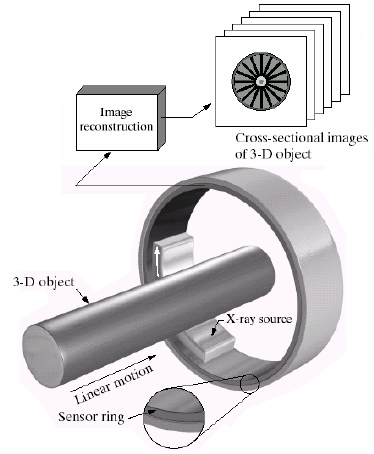 Image
reconstruction
Cross-sectional images
of 3-D object
3-D object
X-ray source
Linear motion
Sensor ring